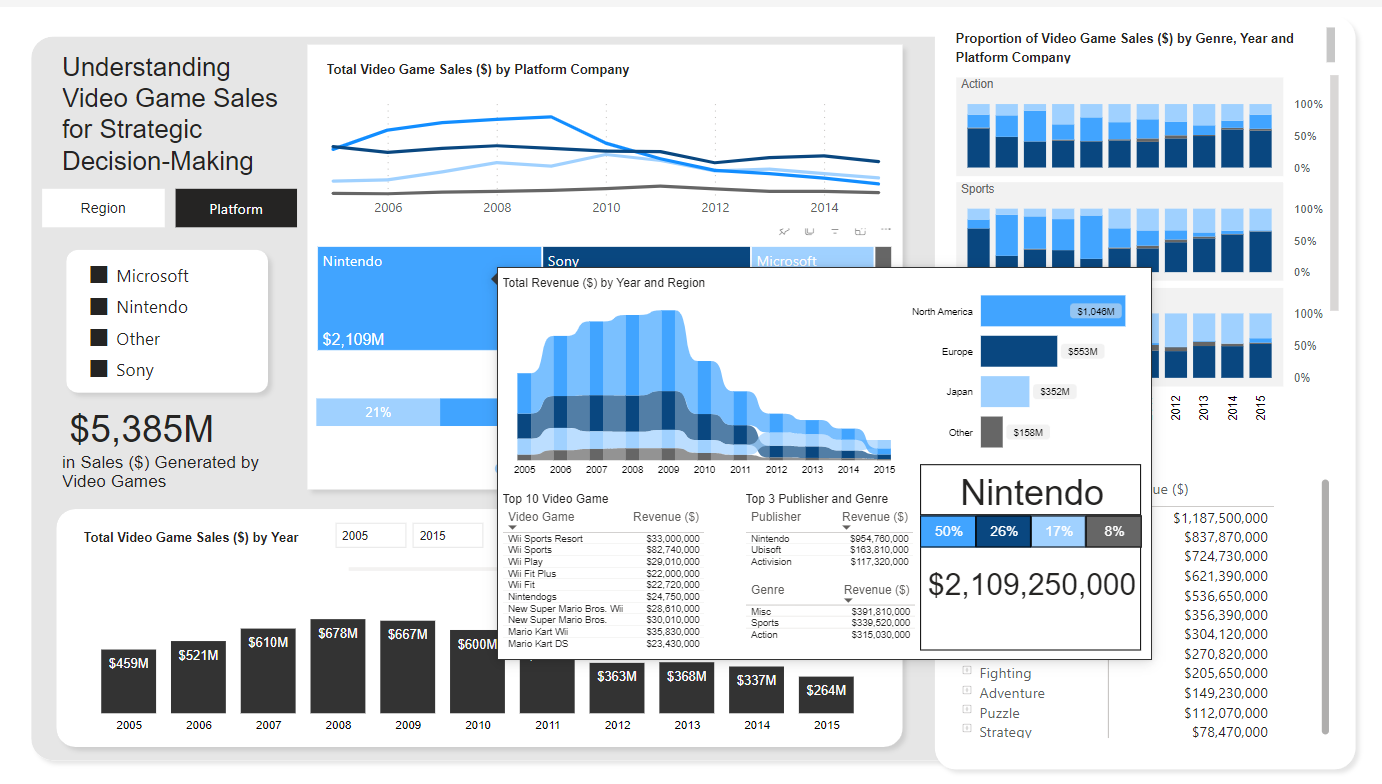 Understanding
Video Game Sales
for Strategic
Decision-Making
Region
Platform
Microsoft
Nintendo
Other
Sony
$5,385M
in Sales ($) Generated by
Video Games
Total Video Game Sales ($) by Platform Company
2006 2008 2010 2012 2014
Nintendo
Sony
Microsoft
$2,109M
21%
Total Video Game Sales ($) by Year
2005
2015
$459M $521M $610M $678M $667M $600M $363M $368M $337M $264M
2005 2006 2007 2008 2009 2010 2011 2012 2013 2014 2015
Total Revenue ($) by Year and Region
2005 2006 2007 2008 2009 2010 2011 2012 2013 2014 2015
North America $1,046M
Europe $553M
Japan $352M
Other $158M
Top 10 Video Game
Video Game Revenue ($)
Wii Sports Resort $33,000,000
Wii Sports $82,740,000
Wii Play $29,010,000
Wii Fit Plus $22,000,000
Wii Fit $22,720,000
Nintendogs $24,750,000
New Super Mario Bros. Wii $28,610,000
New Super Mario Bros. $30,010,000
Mario Kart Wii $35,830,000
Mario Kart DS $23,430,000
Top 3 Publisher and Genre
Publisher Revenue ($)
Nintendo $954,760,000
Ubisoft $163,810,000
Activision $117,320,000
Genre Revenue ($)
Misc $391,810,000
Sports $339,520,000
Action $315,030,000
Nintendo
50% 26% 17% 8%
$2,109,250,000
Proportion of Video Game Sales ($) by Genre, Year and
Platform Company
Action
100%
50%
0%
Sports
100%
50%
0%
100%
50%
0%
2012 2013 2014 2015
ue ($)
$1,187,500,000
$837,870,000
$724,730,000
$621,390,000
$536,650,000
$356,390,000
$304,120,000
$270,820,000
Fighting $205,650,000
Adventure $149,230,000
Puzzle $112,070,000
Strategy $78,470,000